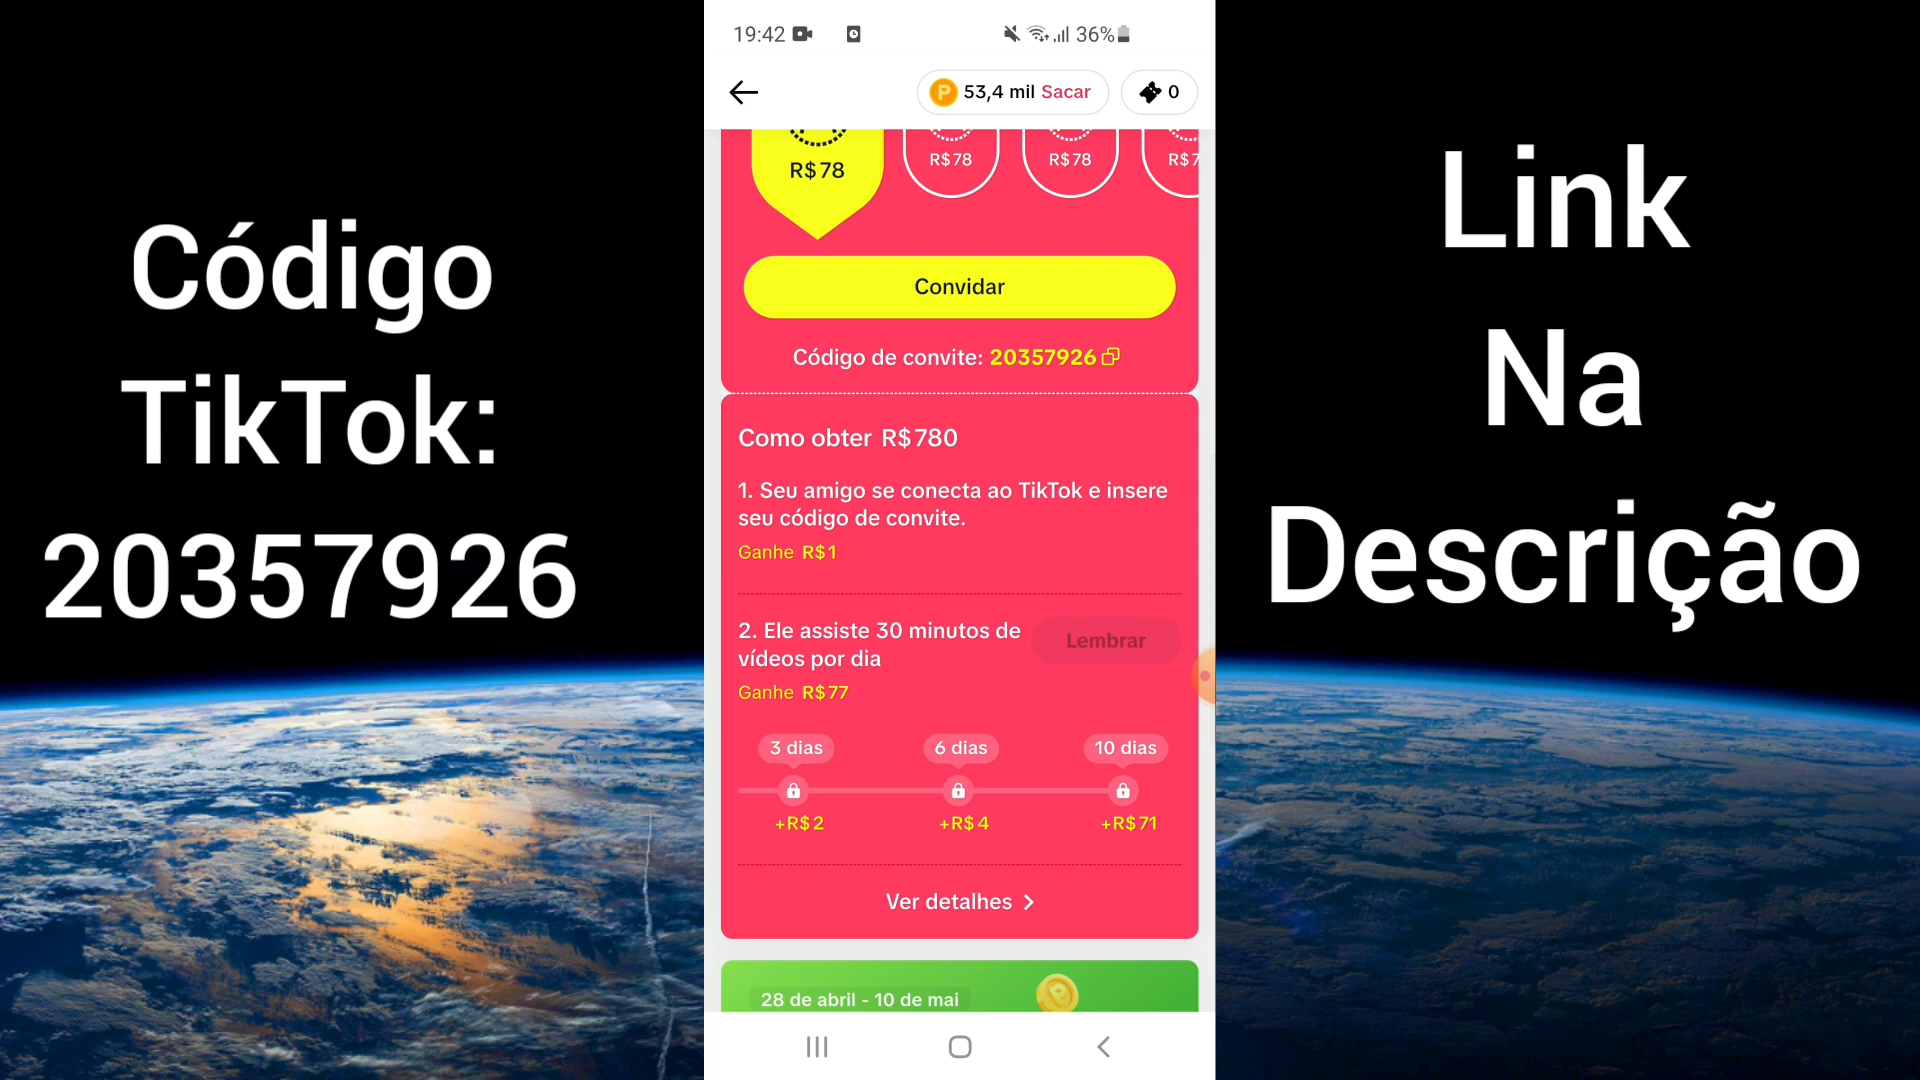 Código
TikTok:
20357926
19:42
36%
53,4 mil Sacar
0
R$78
R$78
R$78
R$7
Convidar
Código de convite: 20357926
Como obter R$780
1. Seu amigo se conecta ao TikTok e insere
seu código de convite.
Ganhe R$1
2. Ele assiste 30 minutos de
vídeos por dia
Lembrar
Ganhe R$77
3 dias
6 dias
10 dias
+R$2
+R$4
+R$71
Ver detalhes
28 de abril - 10 de mai
Link
Na
Descrição